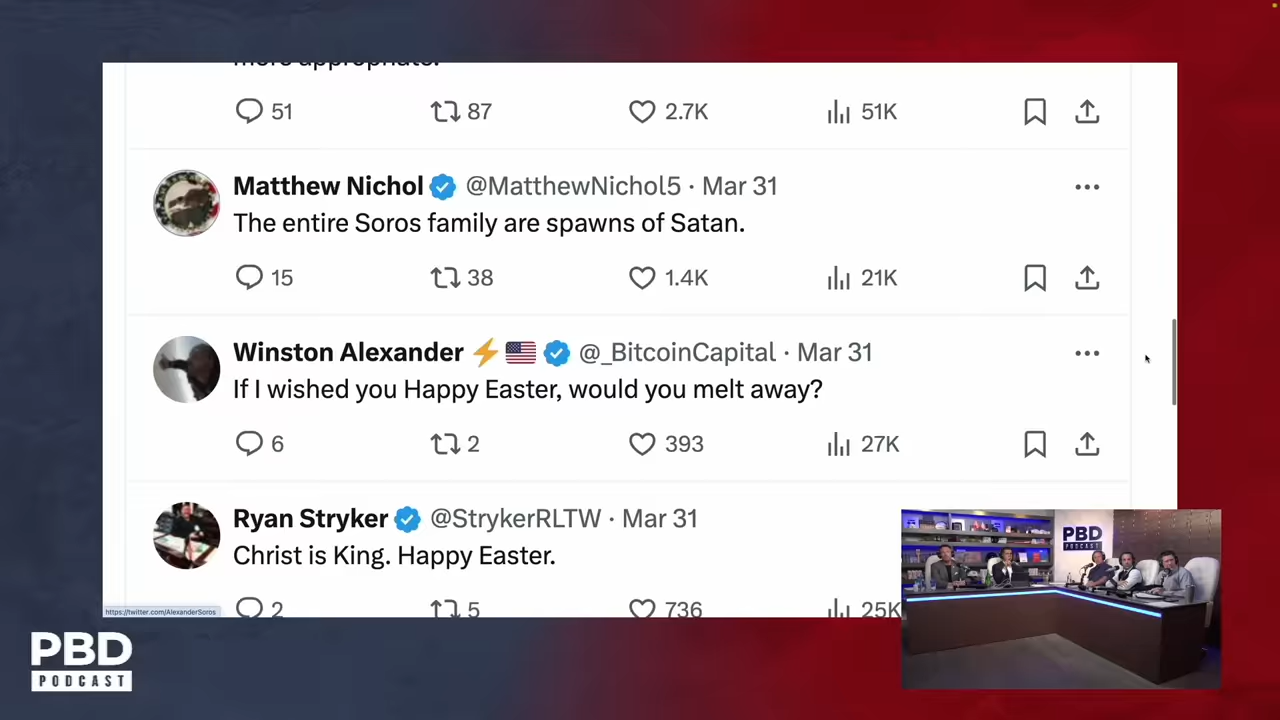 more appropriate.
51 87 2.7K 51K
Matthew Nichol @MatthewNichol5 · Mar 31
The entire Soros family are spawns of Satan.
15 38 1.4K 21K
Winston Alexander ⚡🇺🇸 @_BitcoinCapital · Mar 31
If I wished you Happy Easter, would you melt away?
6 2 393 27K
Ryan Stryker @StrykerRLTW · Mar 31
Christ is King. Happy Easter.
2 5 736 25K
https://twitter.com/AlexanderSoros
PBD
PODCAST
PBD
PODCAST